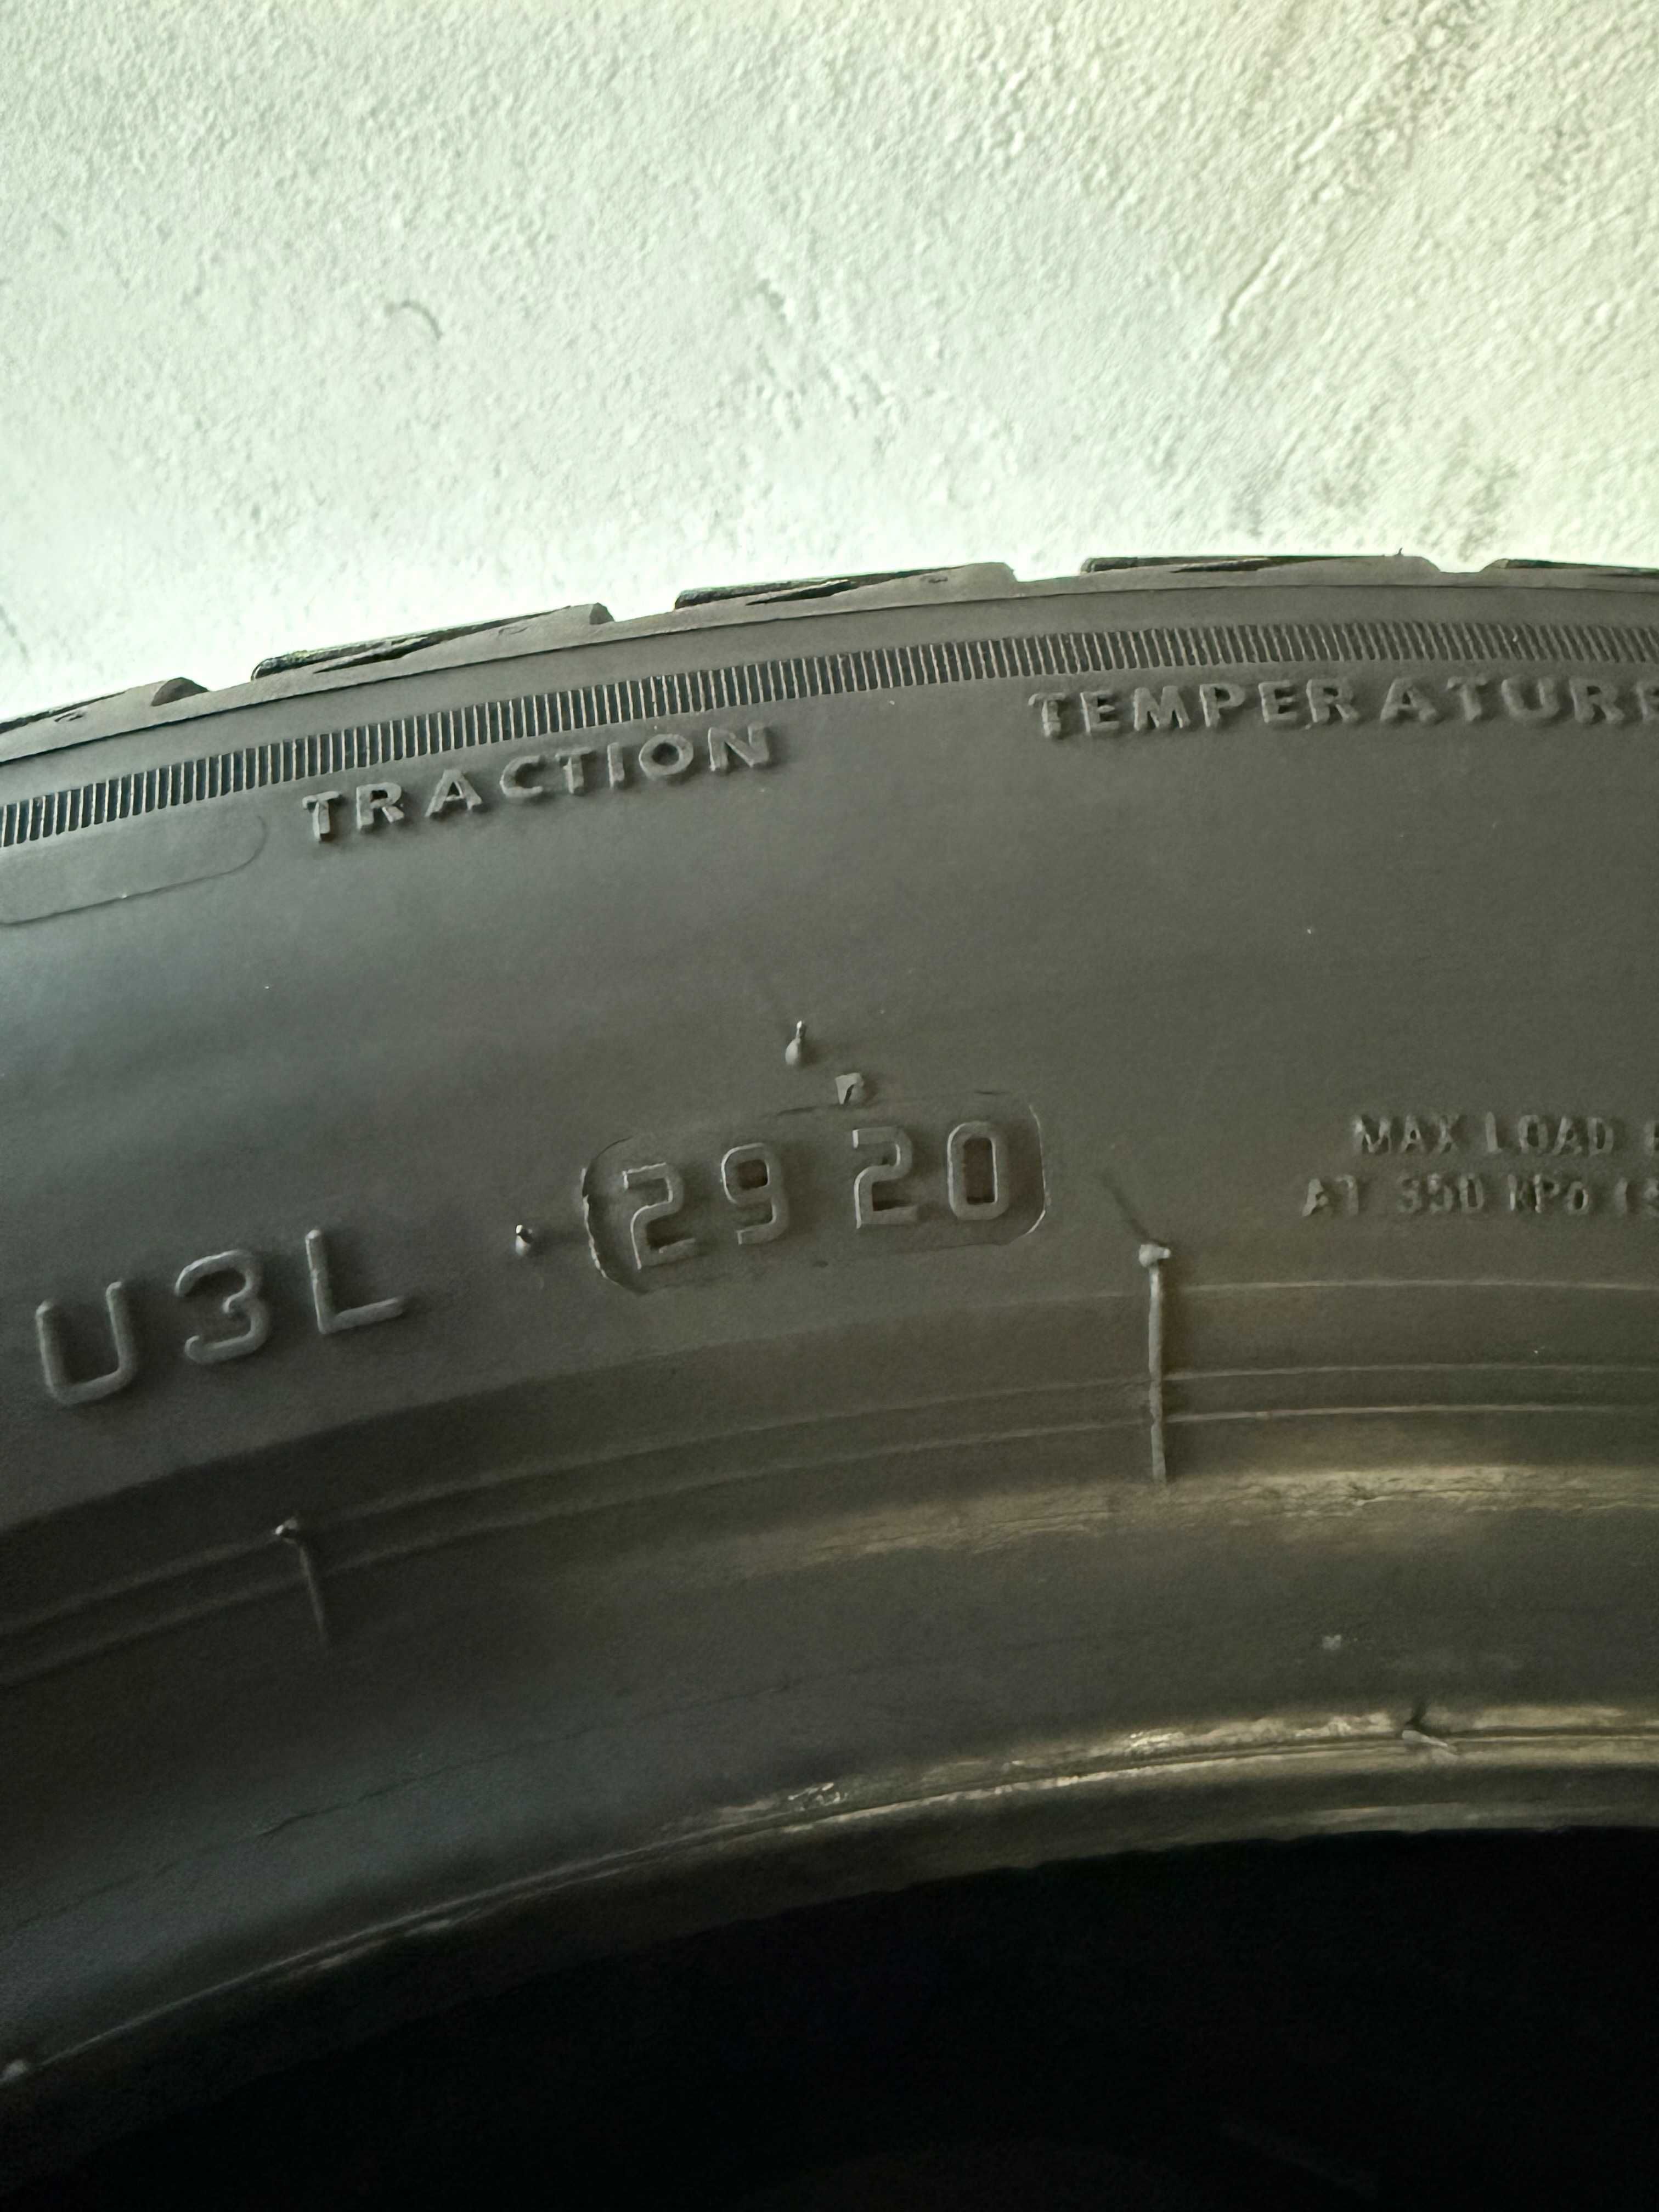 TRACTION
TEMPERATURE
U3L 2920
MAX LOAD
AT 350 KPa